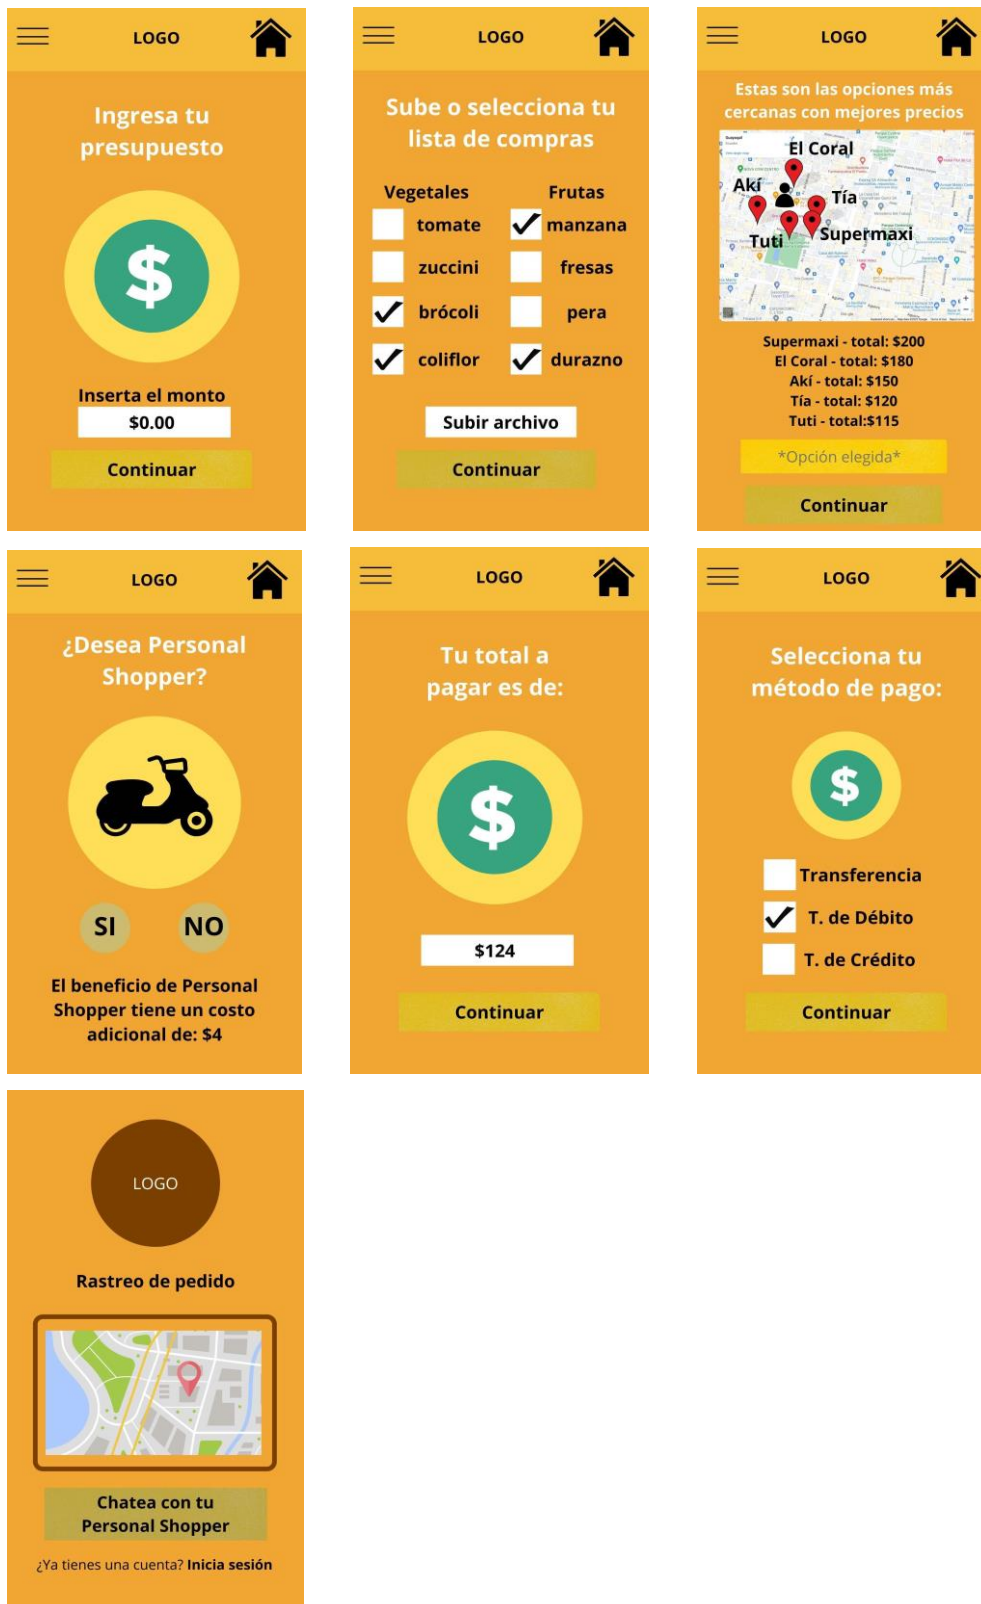 LOGO
Ingresa tu
presupuesto
$
Inserta el monto
$0.00
Continuar
LOGO
Sube o selecciona tu
lista de compras
Vegetales
Frutas
tomate
manzana
zuccini
fresas
brócoli
pera
coliflor
durazno
Subir archivo
Continuar
LOGO
Estas son las opciones más
cercanas con mejores precios
El Coral
Akí
Tía
Tuti
Supermaxi
Supermaxi - total: $200
El Coral - total: $180
Akí - total: $150
Tía - total: $120
Tuti - total:$115
*Opción elegida*
Continuar
LOGO
¿Desea Personal
Shopper?
SI
NO
El beneficio de Personal
Shopper tiene un costo
adicional de: $4
LOGO
Tu total a
pagar es de:
$
$124
Continuar
LOGO
Selecciona tu
método de pago:
$
Transferencia
T. de Débito
T. de Crédito
Continuar
LOGO
Rastreo de pedido
Chatea con tu
Personal Shopper
¿Ya tienes una cuenta? Inicia sesión